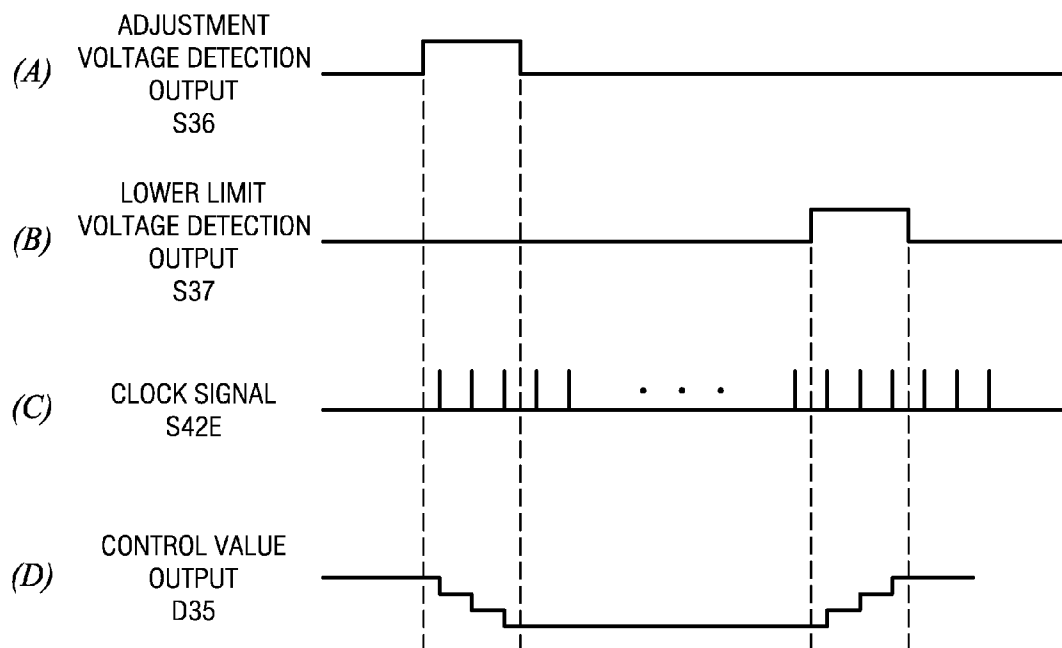 (A)
ADJUSTMENT
VOLTAGE DETECTION
OUTPUT
S36
(B)
LOWER LIMIT
VOLTAGE DETECTION
OUTPUT
S37
(C)
CLOCK SIGNAL
S42E
(D)
CONTROL VALUE
OUTPUT
D35